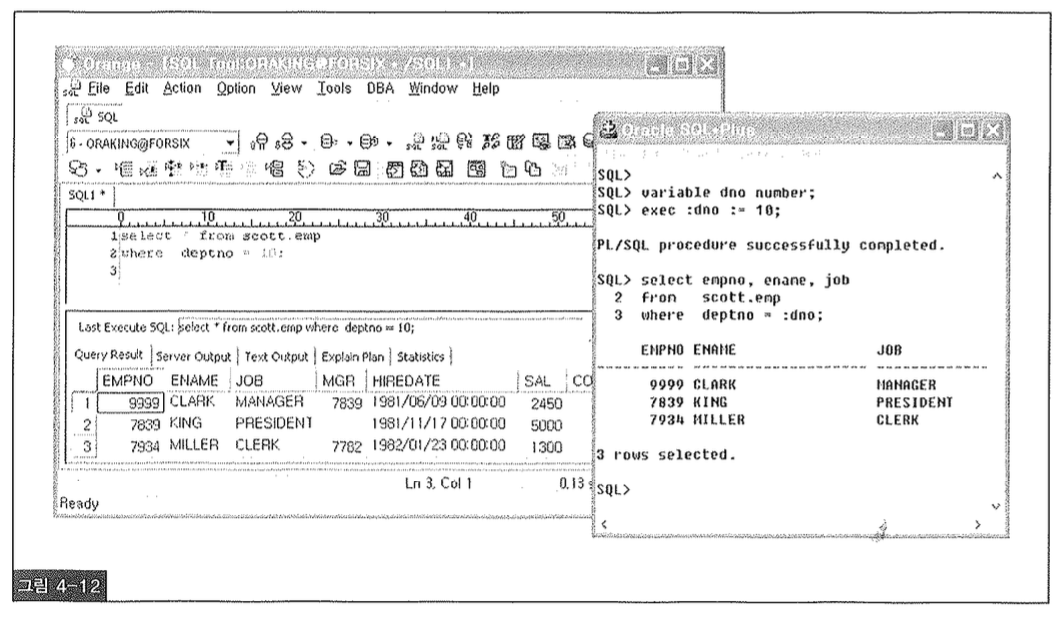 Orange - [SQL Tool:ORAKING@FORSIX - /SQL1 *]
File Edit Action Option View Tools DBA Window Help
SQL
6 - ORAKING@FORSIX
SQL1 *
0 10 20 30 40 50
1 select * from scott.emp
2 where deptno = 10;
3
Last Execute SQL: select * from scott.emp where deptno = 10;
Query Result Server Output Text Output Explain Plan Statistics
EMPNO ENAME JOB MGR HIREDATE SAL CO
1 9999 CLARK MANAGER 7839 1981/06/09 00:00:00 2450
2 7839 KING PRESIDENT 1981/11/17 00:00:00 5000
3 7934 MILLER CLERK 7782 1982/01/23 00:00:00 1300
Ln 3, Col 1 0.13 s
Ready
Oracle SQL*Plus
SQL>
SQL> variable dno number;
SQL> exec :dno := 10;
PL/SQL procedure successfully completed.
SQL> select empno, ename, job
2 from scott.emp
3 where deptno = :dno;
EMPNO ENAME JOB
9999 CLARK MANAGER
7839 KING PRESIDENT
7934 MILLER CLERK
3 rows selected.
SQL>
그림 4-12